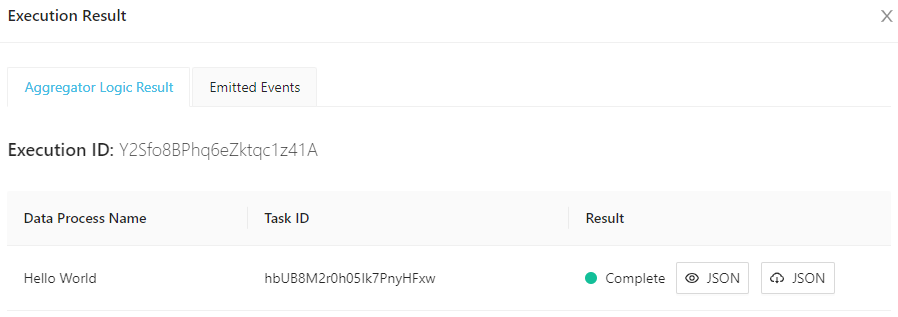 Execution Result
Aggregator Logic Result Emitted Events
Execution ID: Y2Sfo8BPhq6eZktqc1z41A
Data Process Name Task ID Result
Hello World hbUB8M2r0h05Ik7PnyHFxw Complete JSON JSON